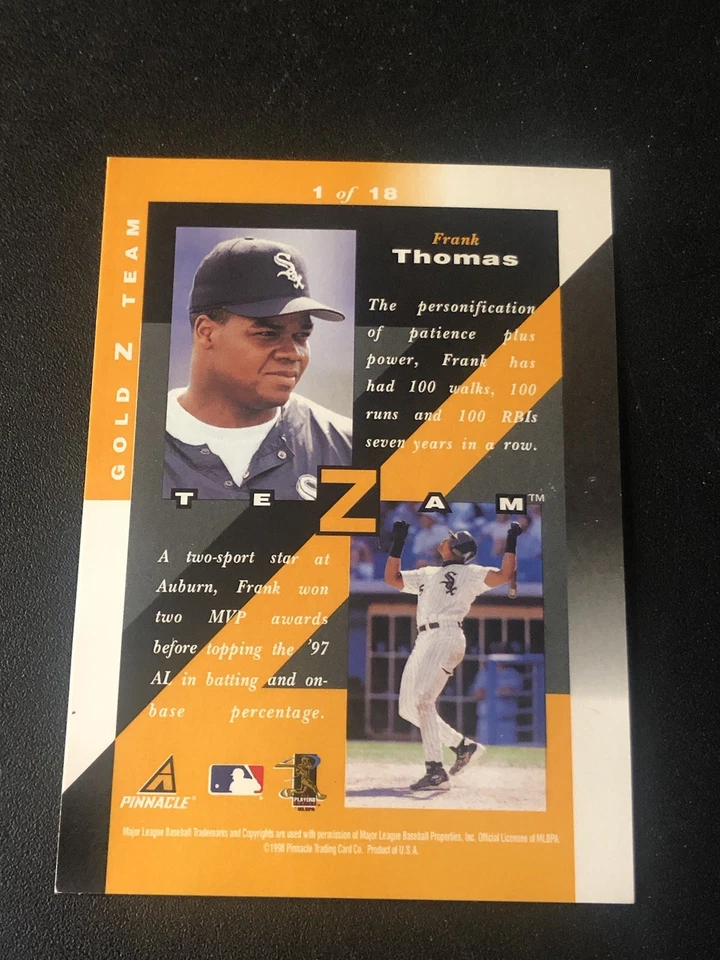 1 of 18
GOLD Z TEAM
Frank
Thomas
The personification
of patience plus
power, Frank has
had 100 walks, 100
runs and 100 RBIs
seven years in a row.
T E Z A M™
A two-sport star at
Auburn, Frank won
two MVP awards
before topping the '97
AL in batting and on-
base percentage.
PINNACLE®
PLAYERS
MLBPA
Major League Baseball Trademarks and Copyrights are used with permission of Major League Baseball Properties, Inc. Official Licensee of MLBPA
©1998 Pinnacle Trading Card Co. Product of U.S.A.